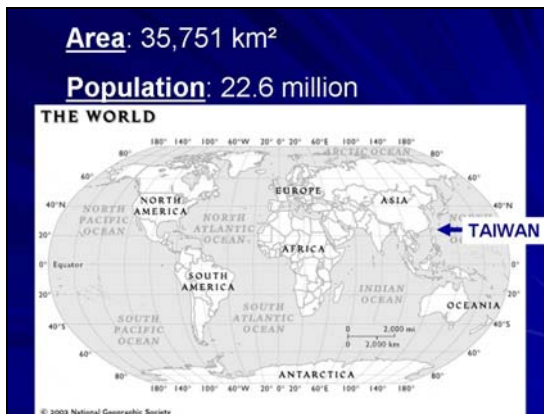 Area: 35,751 km²
Population: 22.6 million
THE WORLD
ARCTIC OCEAN
80° 140° 100° 60°W 20° 0° 20° 60°E 100° 140° 180° 80°
60° 60°
EUROPE
NORTH AMERICA
ASIA
40°N 40°N
NORTH PACIFIC OCEAN
NORTH ATLANTIC OCEAN
TAIWAN
20° 20°
AFRICA
Equator 0° 0°
SOUTH AMERICA
INDIAN OCEAN
OCEANIA
20° 20°
SOUTH PACIFIC OCEAN
SOUTH ATLANTIC OCEAN
40°S 40°S
0 2,000 mi
0 2,000 km
60° 60°
ANTARCTICA
80° 180° 140° 100° 60° 20° 0° 20° 60° 100° 140° 180° 80°
© 2003 National Geographic Society